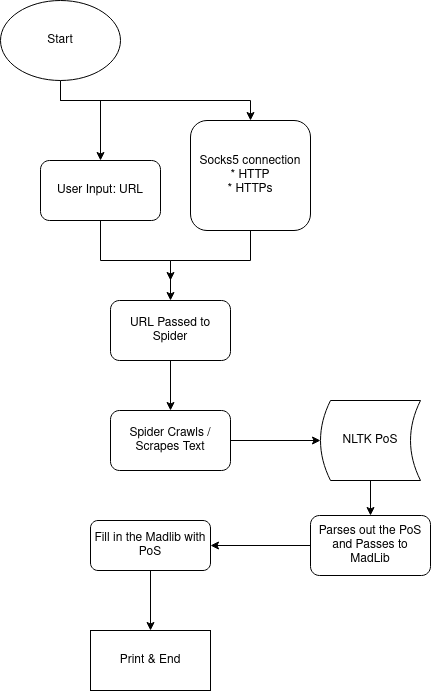 Start
Socks5 connection
* HTTP
* HTTPs
User Input: URL
URL Passed to
Spider
Spider Crawls /
Scrapes Text
NLTK PoS
Parses out the PoS
and Passes to
MadLib
Fill in the Madlib with
PoS
Print & End